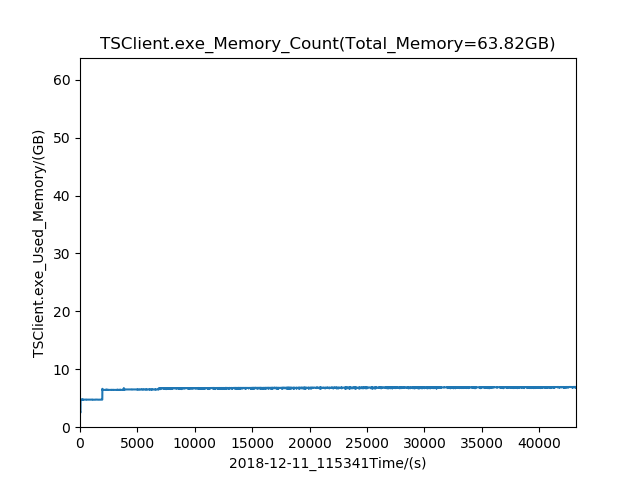 TSClient.exe_Memory_Count(Total_Memory=63.82GB)
TSClient.exe_Used_Memory/(GB)
60
50
40
30
20
10
0
0 5000 10000 15000 20000 25000 30000 35000 40000
2018-12-11_115341Time/(s)